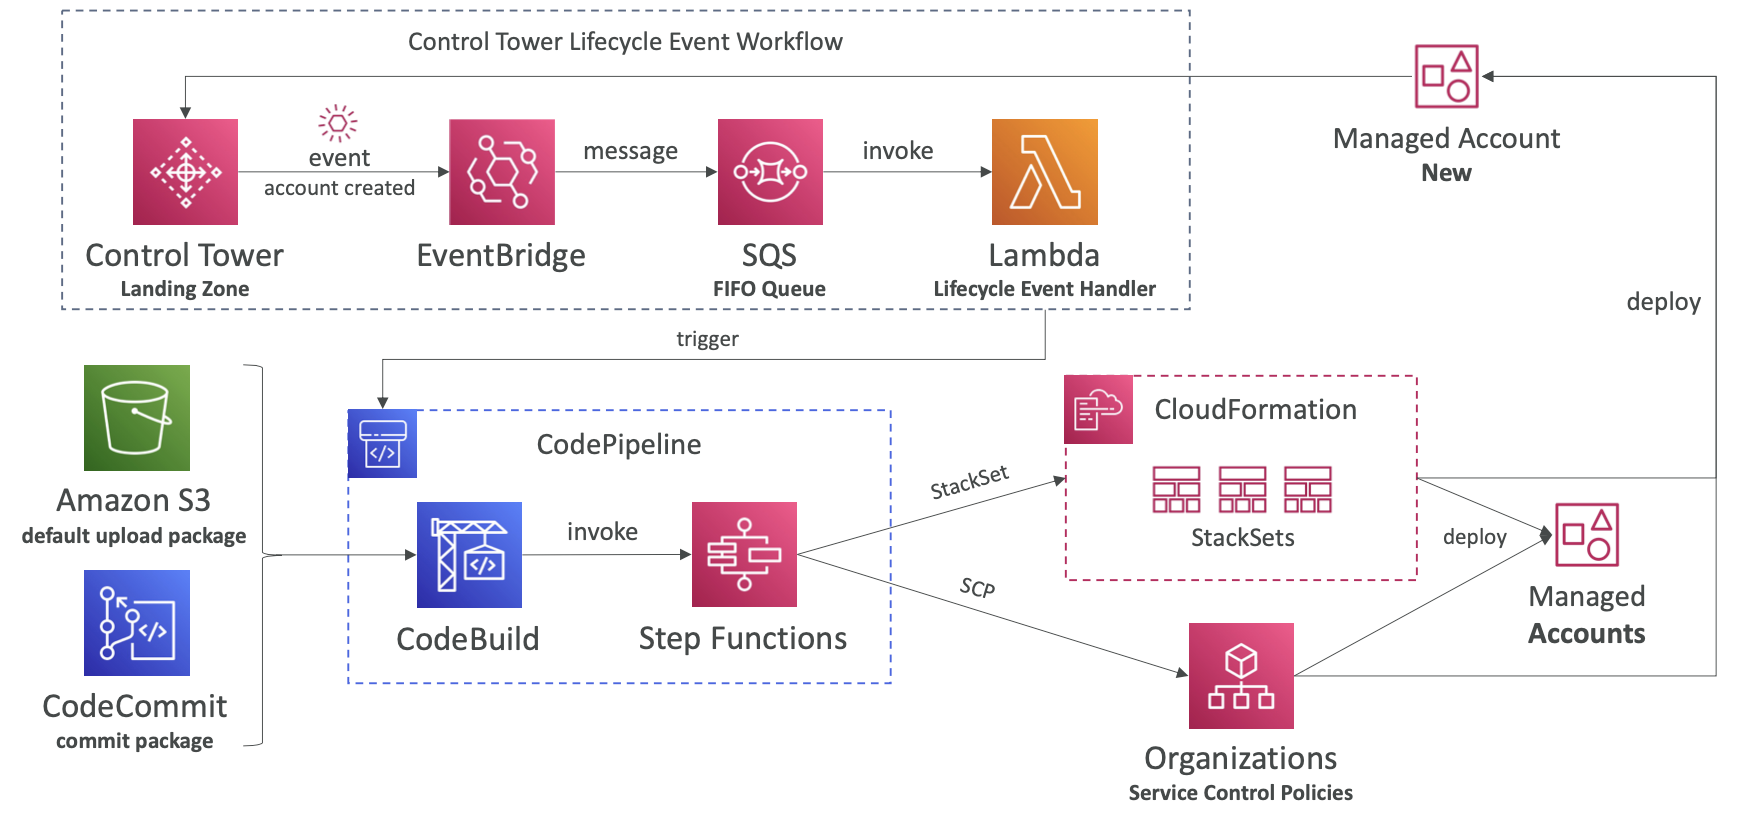 Control Tower Lifecycle Event Workflow
event
account created
message
invoke
Control Tower
Landing Zone
EventBridge
SQS
FIFO Queue
Lambda
Lifecycle Event Handler
Managed Account
New
deploy
trigger
Amazon S3
default upload package
CodeCommit
commit package
CodePipeline
</>
CodeBuild
</>
invoke
Step Functions
</>
StackSet
SCP
CloudFormation
StackSets
deploy
Managed
Accounts
Organizations
Service Control Policies